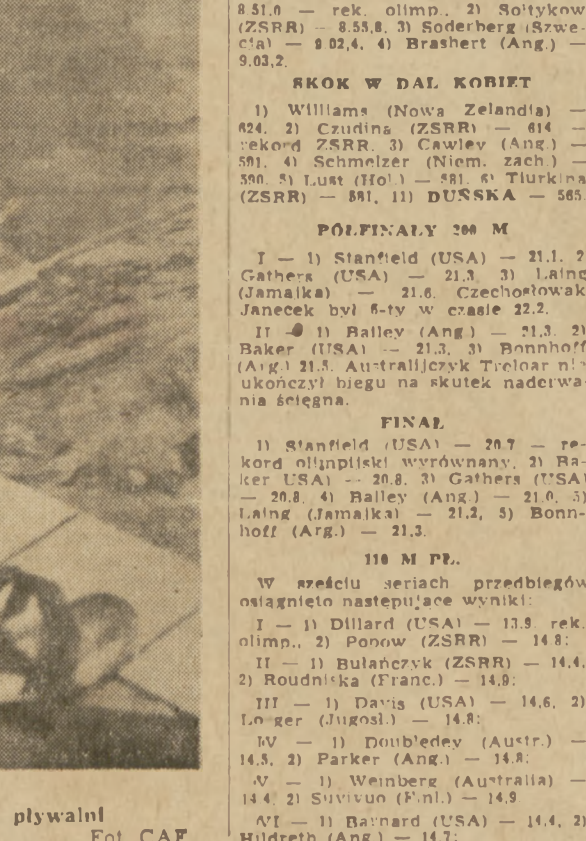 8.51,0 — rek. olimp., 2) Sołtykow
(ZSRR) — 8.55,8, 3) Soderberg (Szwe-
cja) — 9.02,4, 4) Brashert (Ang.) —
9.03,2.
SKOK W DAL KOBIET
1) Williams (Nowa Zelandia) —
624, 2) Czudina (ZSRR) — 614 —
rekord ZSRR, 3) Cawley (Ang.) —
591, 4) Schmelzer (Niem. zach.) —
590, 5) Lust (Hol.) — 581, 6) Tiurkina
(ZSRR) — 581, 11) DUŃSKA — 565.
PÓŁFINAŁY 200 M
I — 1) Stanfield (USA) — 21.1, 2
Gathers (USA) — 21.3, 3) Laing
(Jamajka) — 21.6. Czechosłowak
Janecek był 6-ty w czasie 22.2.
II — 1) Bailey (Ang.) — 21.3, 2)
Baker (USA) — 21.3, 3) Bonnhoff
(Arg.) 21.5. Australijczyk Treloar nie
ukończył biegu na skutek naderwa-
nia ścięgna.
FINAŁ
1) Stanfield (USA) — 20.7 — re-
kord olimpijski wyrównany, 2) Ba-
ker USA) — 20.8, 3) Gathers (USA)
— 20.8, 4) Bailey (Ang.) — 21.0, 5)
Laing (Jamajka) — 21,2, 5) Bonn-
hoff (Arg.) — 21,3.
110 M PŁ.
W sześciu seriach przedbiegów
osiągnięto następujące wyniki:
I — 1) Dillard (USA) — 13.9 rek.
olimp., 2) Popow (ZSRR) — 14.8;
II — 1) Bulańczyk (ZSRR) — 14,4,
2) Roudniska (Franc.) — 14,9;
III — 1) Davis (USA) — 14,6, 2)
(Jugosł.) — 14.8;
IV — 1) Doubledey (Austr.) —
14,5, 2) Parker (Ang.) — 14,8;
V — 1) Weinberg (Australia) —
14 4, 2) Suvivuo (Finl.) — 14,9
VI — 1) Barnard (USA) — 14,4, 2)
Hildreth (Ang.) — 14,7;
pływalni
Fot. CAF